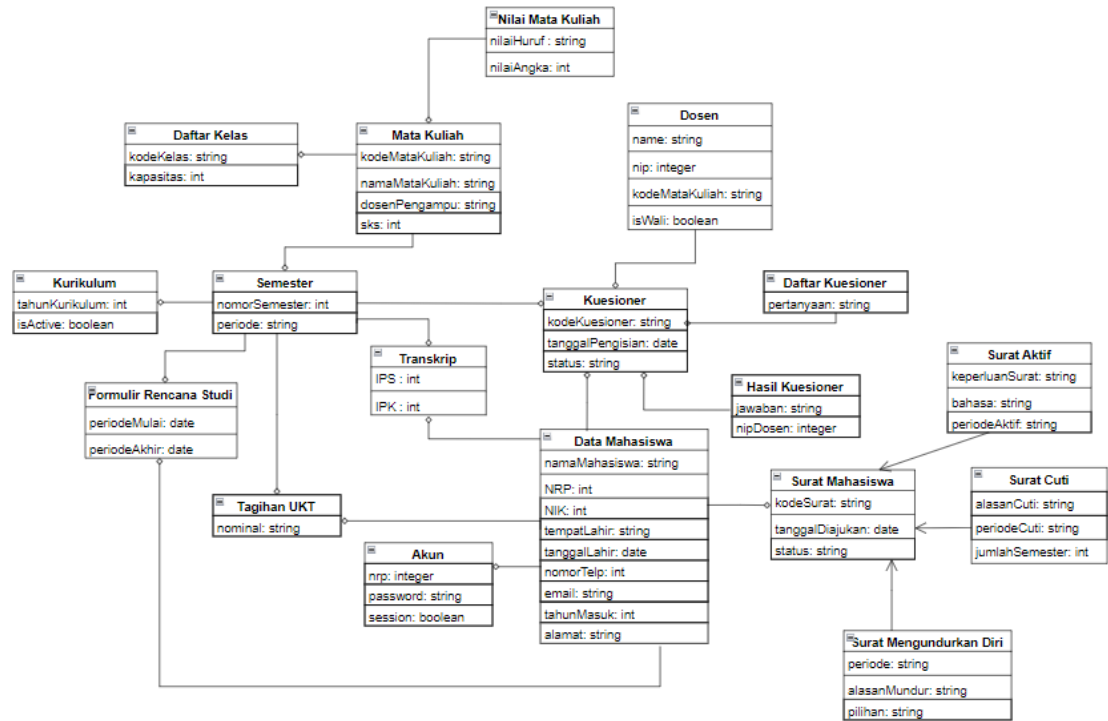 Nilai Mata Kuliah
nilaiHuruf : string
nilaiAngka: int
Dosen
name: string
nip: integer
kodeMataKuliah: string
isWali: boolean
Daftar Kelas
kodeKelas: string
kapasitas: int
Mata Kuliah
kodeMataKuliah: string
namaMataKuliah: string
dosenPengampu: string
sks: int
Kurikulum
tahunKurikulum: int
isActive: boolean
Semester
nomorSemester: int
periode: string
Kuesioner
kodeKuesioner: string
tanggalPengisian: date
status: string
Daftar Kuesioner
pertanyaan: string
Transkrip
IPS : int
IPK : int
Surat Aktif
keperluanSurat: string
bahasa: string
periodeAktif: string
Formulir Rencana Studi
periodeMulai: date
periodeAkhir: date
Hasil Kuesioner
jawaban: string
nipDosen: integer
Data Mahasiswa
namaMahasiswa: string
NRP: int
NIK: int
tempatLahir: string
tanggalLahir: date
nomorTelp: int
email: string
tahunMasuk: int
alamat: string
Surat Mahasiswa
kodeSurat: string
tanggalDiajukan: date
status: string
Surat Cuti
alasanCuti: string
periodeCuti: string
jumlahSemester: int
Tagihan UKT
nominal: string
Akun
nrp: integer
password: string
session: boolean
Surat Mengundurkan Diri
periode: string
alasanMundur: string
pilihan: string